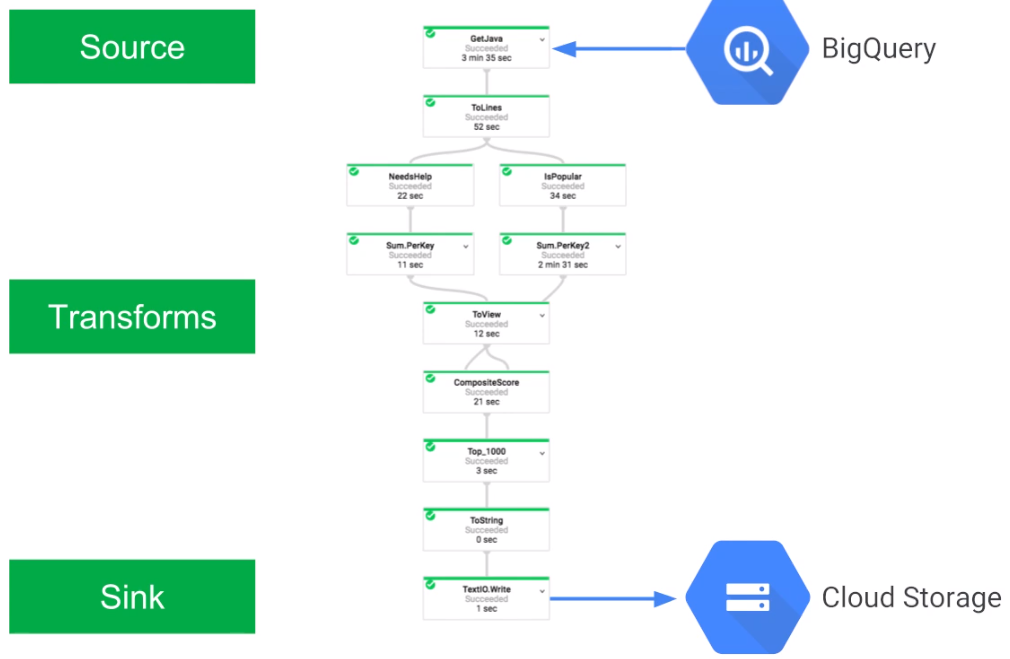 Source
GetJava
Succeeded
3 min 35 sec
BigQuery
ToLines
Succeeded
52 sec
NeedsHelp
Succeeded
22 sec
IsPopular
Succeeded
34 sec
Sum.PerKey
Succeeded
11 sec
Sum.PerKey2
Succeeded
2 min 31 sec
Transforms
ToView
Succeeded
12 sec
CompositeScore
Succeeded
21 sec
Top_1000
Succeeded
3 sec
ToString
Succeeded
0 sec
Sink
TextIO.Write
Succeeded
1 sec
Cloud Storage